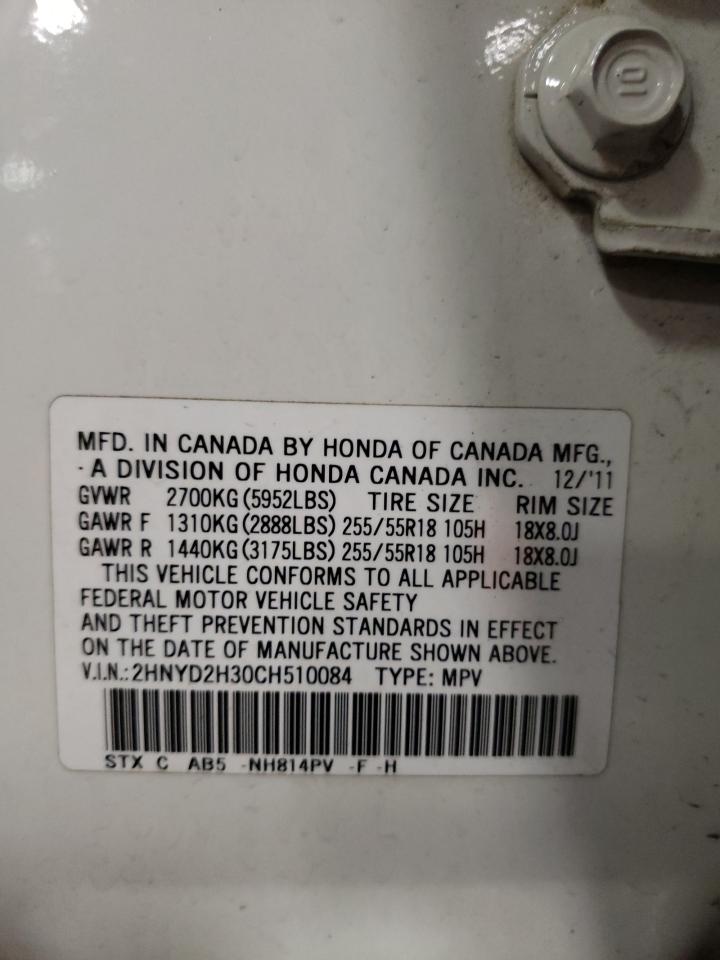 10
MFD. IN CANADA BY HONDA OF CANADA MFG.,
A DIVISION OF HONDA CANADA INC. 12/'11
GVWR 2700KG(5952LBS) TIRE SIZE RIM SIZE
GAWR F 1310KG(2888LBS) 255/55R18 105H 18X8.0J
GAWR R 1440KG(3175LBS) 255/55R18 105H 18X8.0J
THIS VEHICLE CONFORMS TO ALL APPLICABLE
FEDERAL MOTOR VEHICLE SAFETY
AND THEFT PREVENTION STANDARDS IN EFFECT
ON THE DATE OF MANUFACTURE SHOWN ABOVE.
V.I.N.:2HNYD2H30CH510084 TYPE: MPV
STX C AB5 -NH814PV -F -H